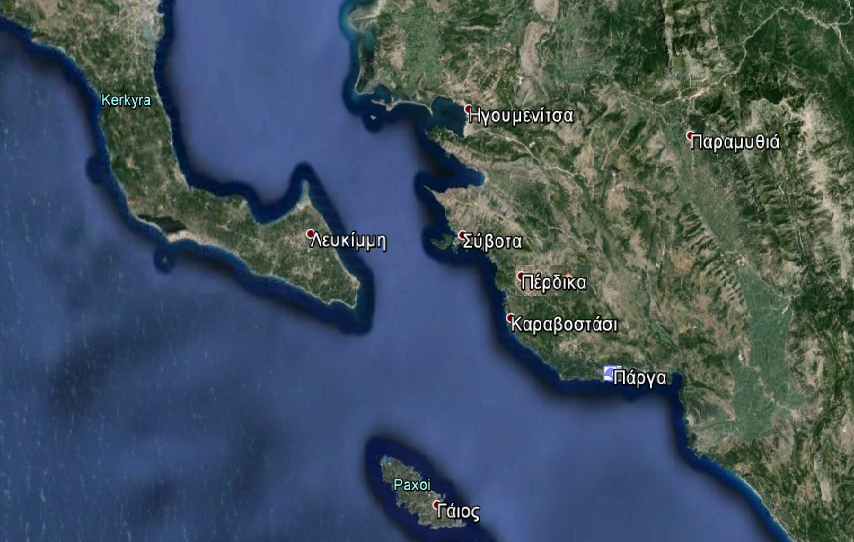 Kerkyra
Ηγουμενίτσα
Παραμυθιά
Λευκίμμη
Σύβοτα
Πέρδικα
Καραβοστάσι
Πάργα
Paxoi
Γάιος